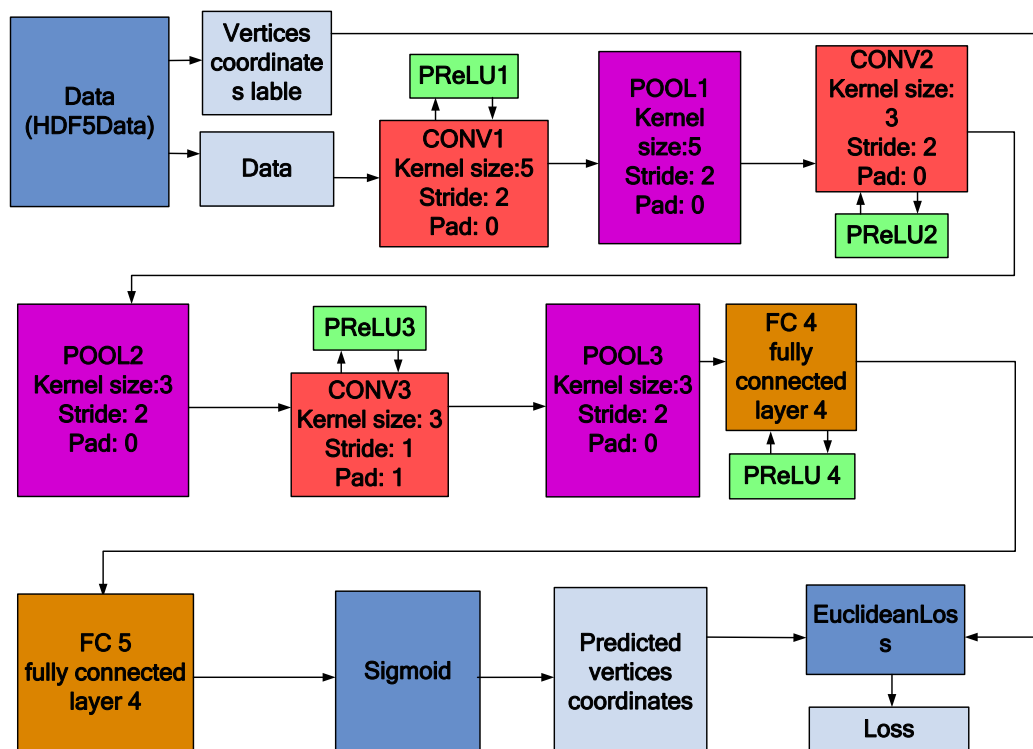 Data
(HDF5Data)
Vertices
coordinate
s lable
Data
PReLU1
CONV1
Kernel size:5
Stride: 2
Pad: 0
POOL1
Kernel
size:5
Stride: 2
Pad: 0
CONV2
Kernel size:
3
Stride: 2
Pad: 0
PReLU2
POOL2
Kernel size:3
Stride: 2
Pad: 0
PReLU3
CONV3
Kernel size: 3
Stride: 1
Pad: 1
POOL3
Kernel size:3
Stride: 2
Pad: 0
FC 4
fully
connected
layer 4
PReLU 4
FC 5
fully connected
layer 4
Sigmoid
Predicted
vertices
coordinates
EuclideanLos
s
Loss